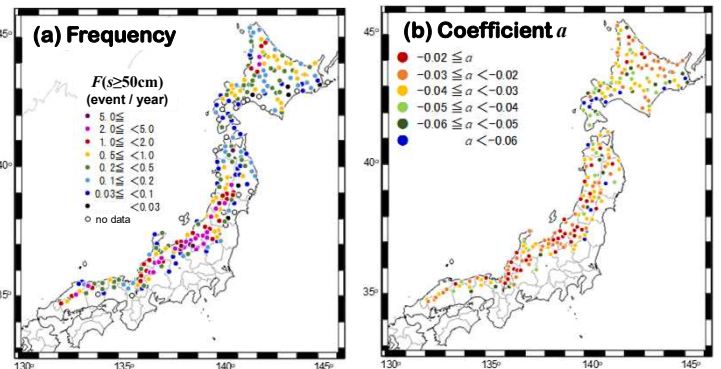 (a) Frequency
F(s≥50cm)
(event / year)
5.0≦
2.0≦ <5.0
1.0≦ <2.0
0.5≦ <1.0
0.2≦ <0.5
0.1≦ <0.2
0.03≦ <0.1
<0.03
no data
45°
40°
35°
130° 135° 140° 145°
(b) Coefficient a
-0.02 ≦ a
-0.03 ≦ a <-0.02
-0.04 ≦ a <-0.03
-0.05 ≦ a <-0.04
-0.06 ≦ a <-0.05
a <-0.06
45°
40°
35°
130° 135° 140° 145°